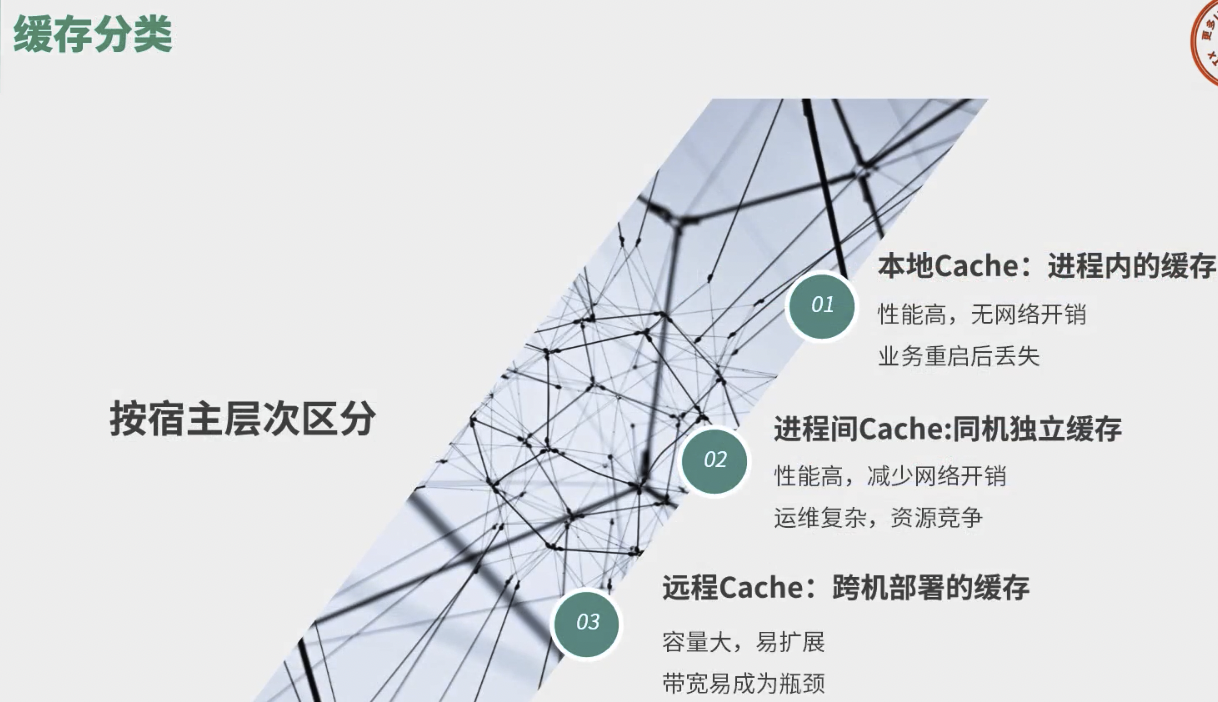 缓存分类
按宿主层次区分
01
本地Cache：进程内的缓存
性能高，无网络开销
业务重启后丢失
02
进程间Cache:同机独立缓存
性能高，减少网络开销
运维复杂，资源竞争
03
远程Cache：跨机部署的缓存
容量大，易扩展
带宽易成为瓶颈